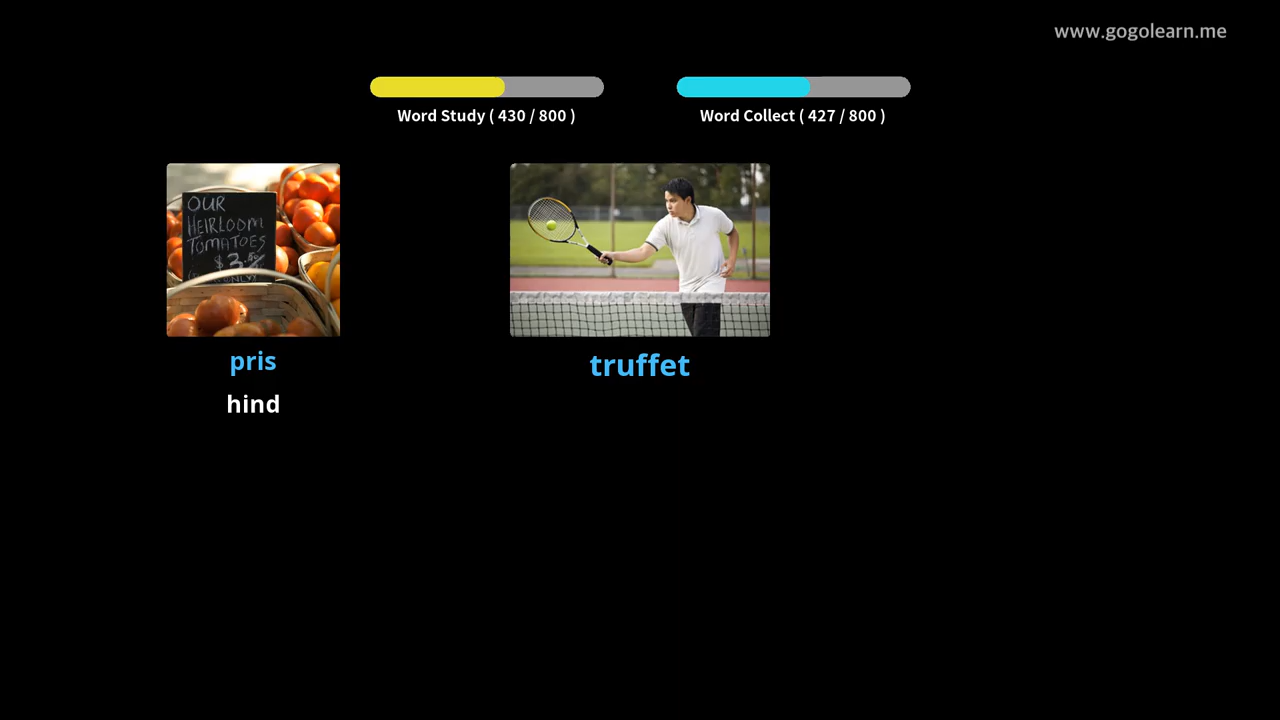 www.gogolearn.me
Word Study ( 430 / 800 )
Word Collect ( 427 / 800 )
OUR
HEIRLOOM
TOMATOES
pris
hind
truffet